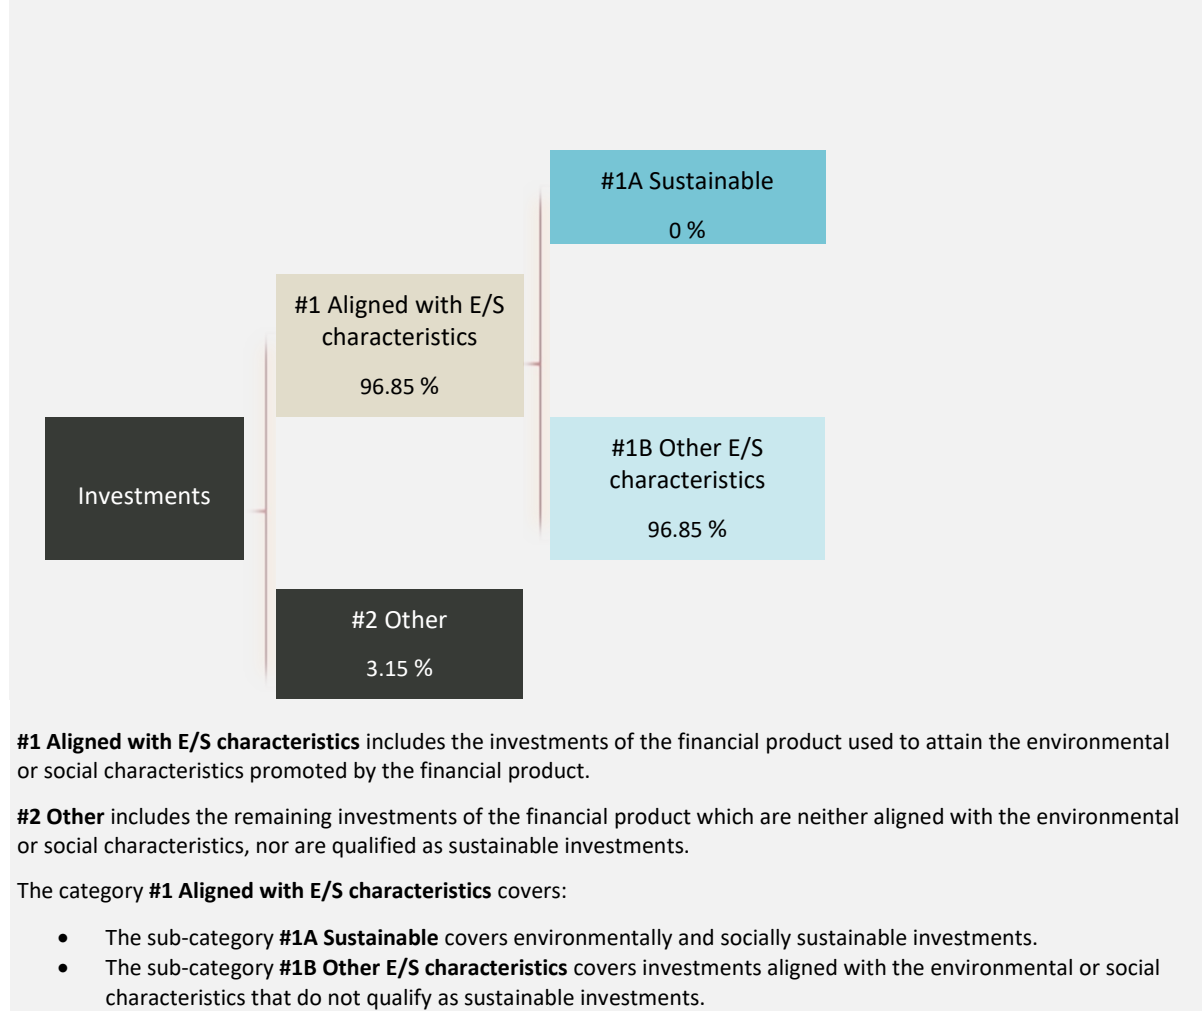 #1A Sustainable
0 %
#1 Aligned with E/S
characteristics
96.85 %
#1B Other E/S
characteristics
96.85 %
Investments
#2 Other
3.15 %
#1 Aligned with E/S characteristics includes the investments of the financial product used to attain the environmental
or social characteristics promoted by the financial product.
#2 Other includes the remaining investments of the financial product which are neither aligned with the environmental
or social characteristics, nor are qualified as sustainable investments.
The category #1 Aligned with E/S characteristics covers:
• The sub-category #1A Sustainable covers environmentally and socially sustainable investments.
• The sub-category #1B Other E/S characteristics covers investments aligned with the environmental or social
characteristics that do not qualify as sustainable investments.